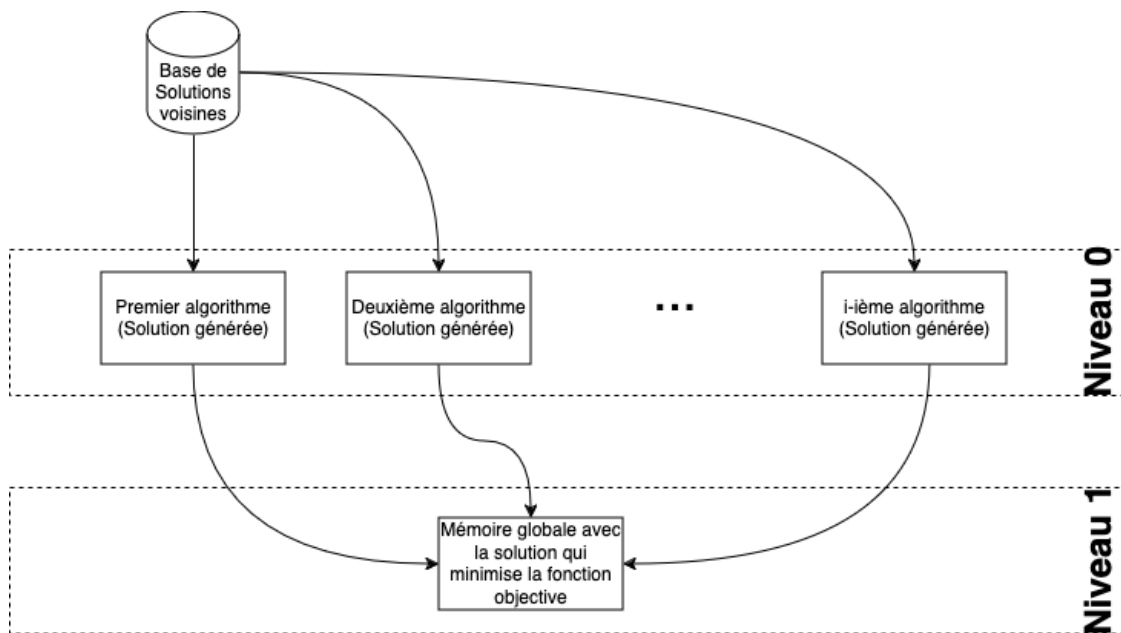 Base de
Solutions
voisines
Premier algorithme
(Solution générée)
Deuxième algorithme
(Solution générée)
...
i-ième algorithme
(Solution générée)
Niveau 0
Mémoire globale avec
la solution qui
minimise la fonction
objective
Niveau 1